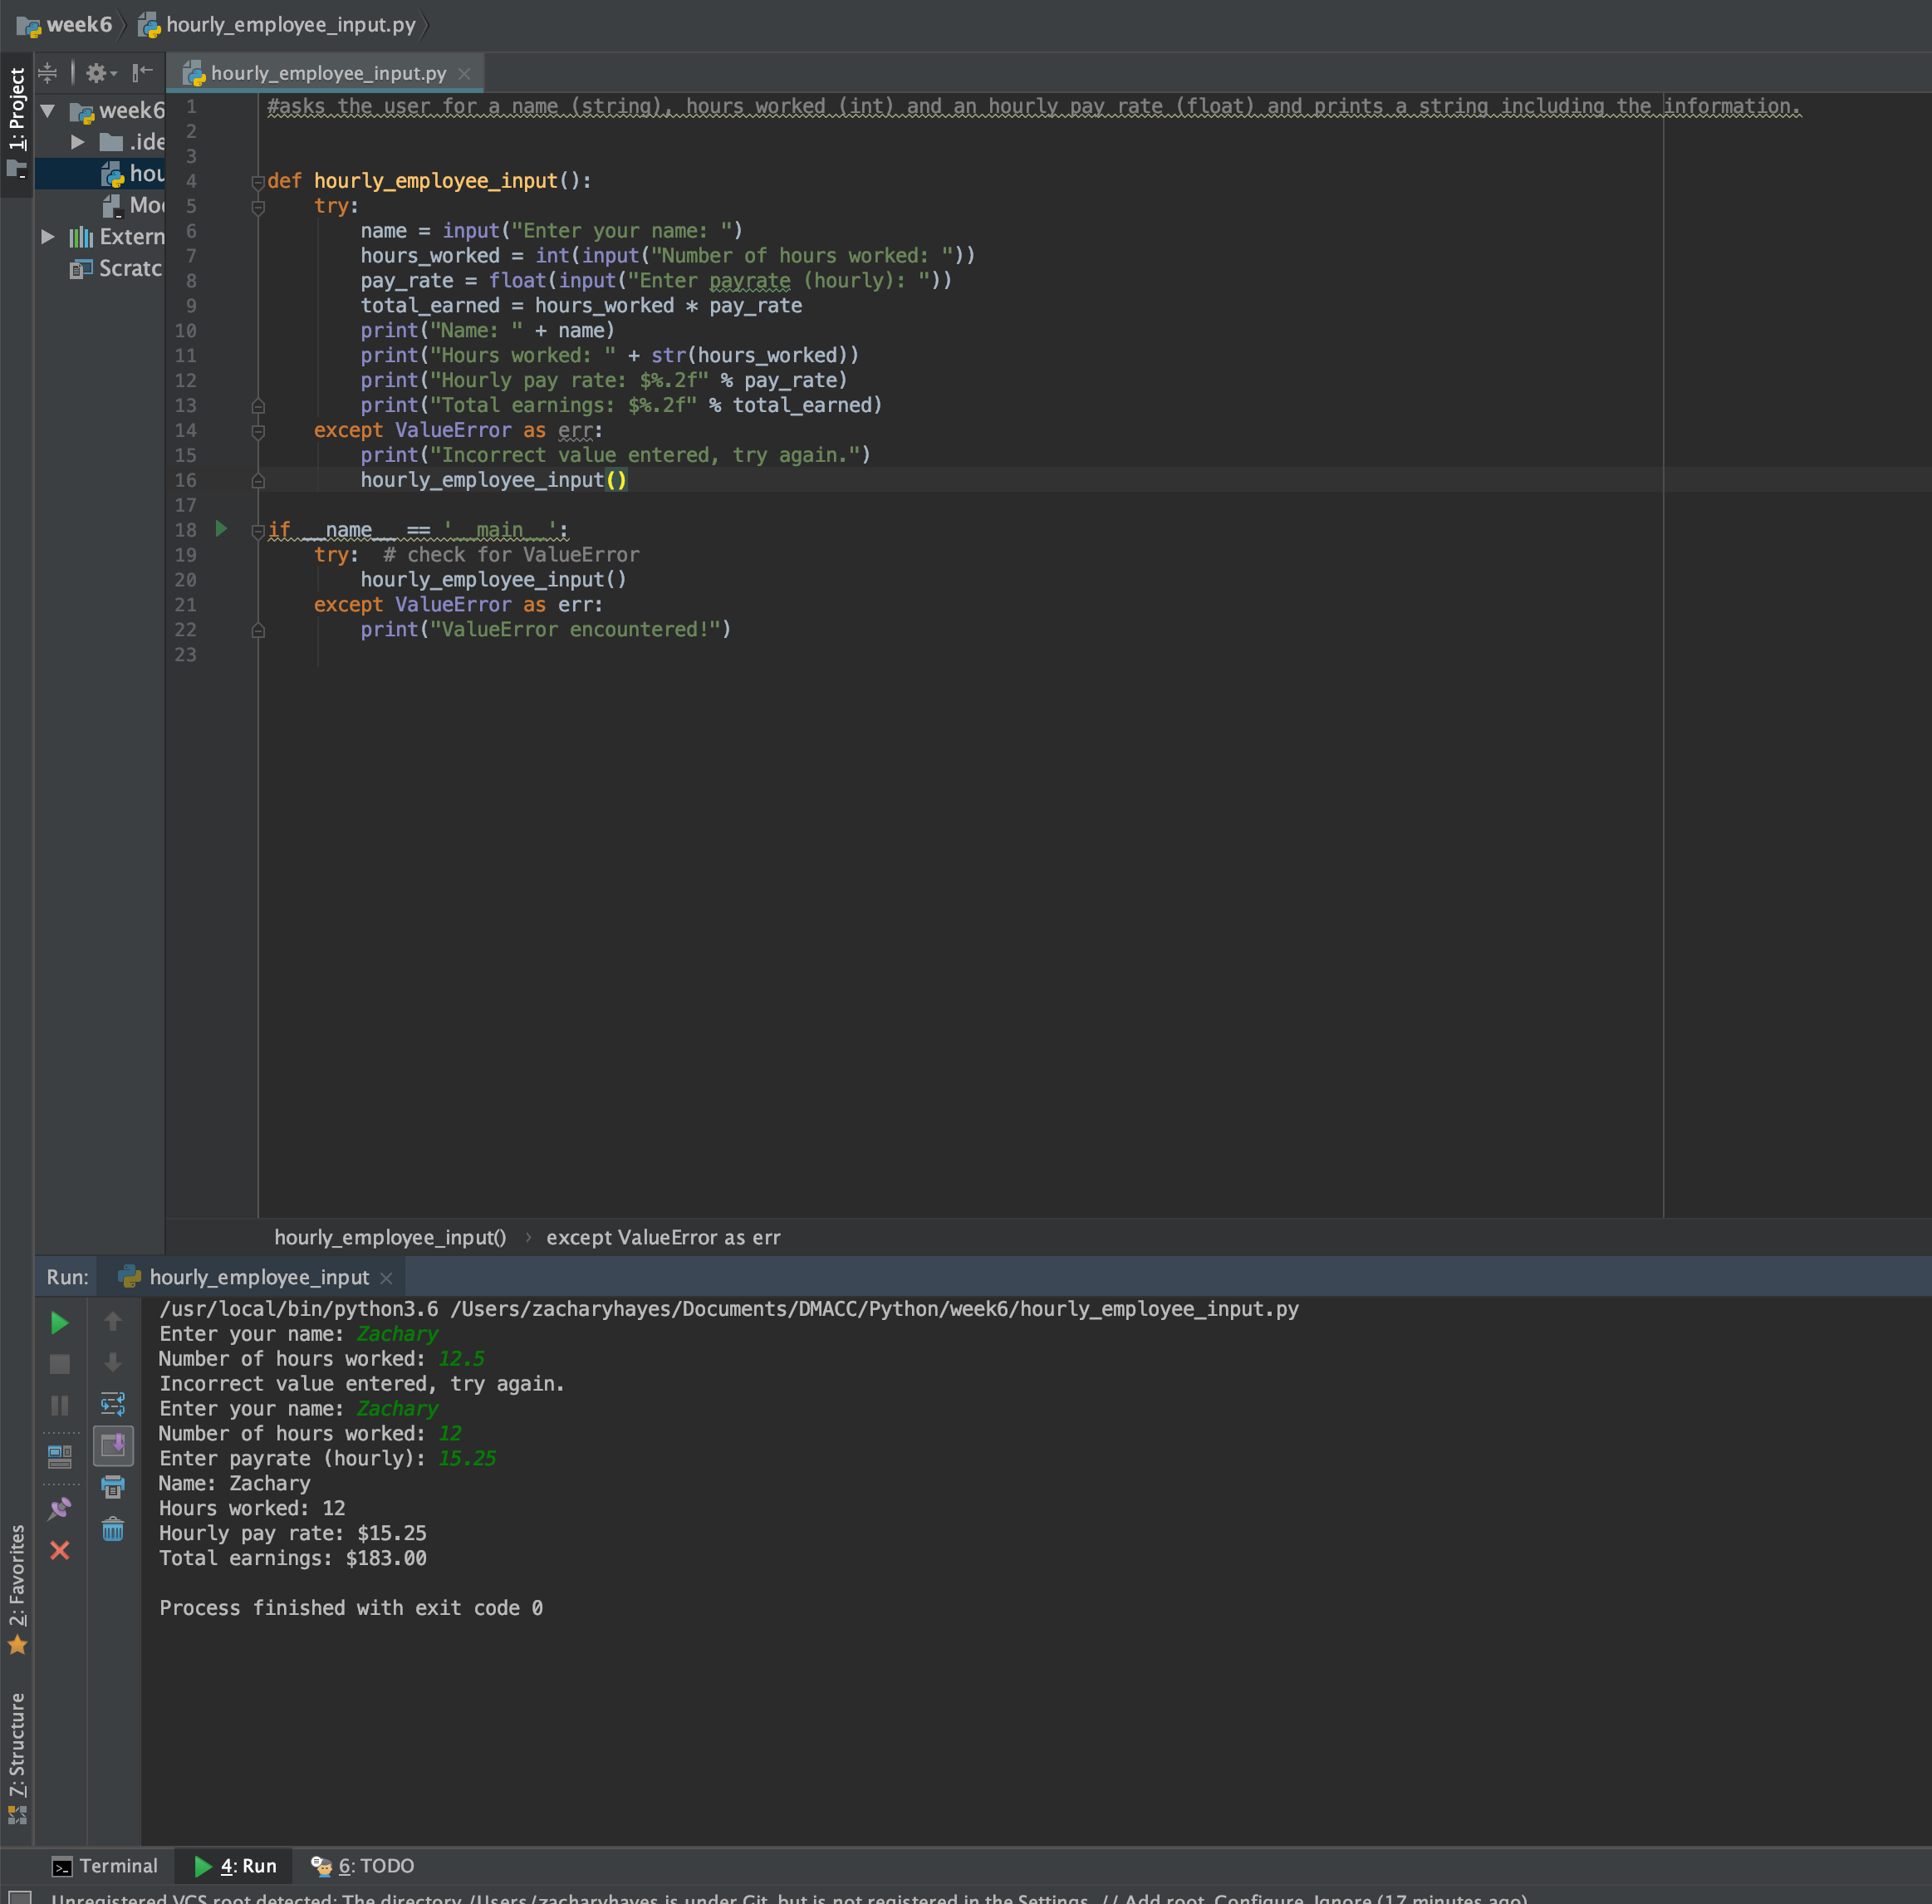 week6 hourly_employee_input.py
1: Project
hourly_employee_input.py
week6
.ide
hou
Mod
Extern
Scratc
1 #asks the user for a name (string), hours worked (int) and an hourly pay rate (float) and prints a string including the information.
2
3
4 def hourly_employee_input():
5 try:
6 name = input("Enter your name: ")
7 hours_worked = int(input("Number of hours worked: "))
8 pay_rate = float(input("Enter payrate (hourly): "))
9 total_earned = hours_worked * pay_rate
10 print("Name: " + name)
11 print("Hours worked: " + str(hours_worked))
12 print("Hourly pay rate: $%.2f" % pay_rate)
13 print("Total earnings: $%.2f" % total_earned)
14 except ValueError as err:
15 print("Incorrect value entered, try again.")
16 hourly_employee_input()
17
18 if __name__ == '__main__':
19 try: # check for ValueError
20 hourly_employee_input()
21 except ValueError as err:
22 print("ValueError encountered!")
23
hourly_employee_input() › except ValueError as err
Run: hourly_employee_input
/usr/local/bin/python3.6 /Users/zacharyhayes/Documents/DMACC/Python/week6/hourly_employee_input.py
Enter your name: Zachary
Number of hours worked: 12.5
Incorrect value entered, try again.
Enter your name: Zachary
Number of hours worked: 12
Enter payrate (hourly): 15.25
Name: Zachary
Hours worked: 12
Hourly pay rate: $15.25
Total earnings: $183.00
Process finished with exit code 0
2: Favorites
7: Structure
Terminal 4: Run 6: TODO
Unregistered VCS root detected: The directory /Users/zacharyhayes is under Git, but is not registered in the Settings. // Add root Configure Ignore (17 minutes ago)